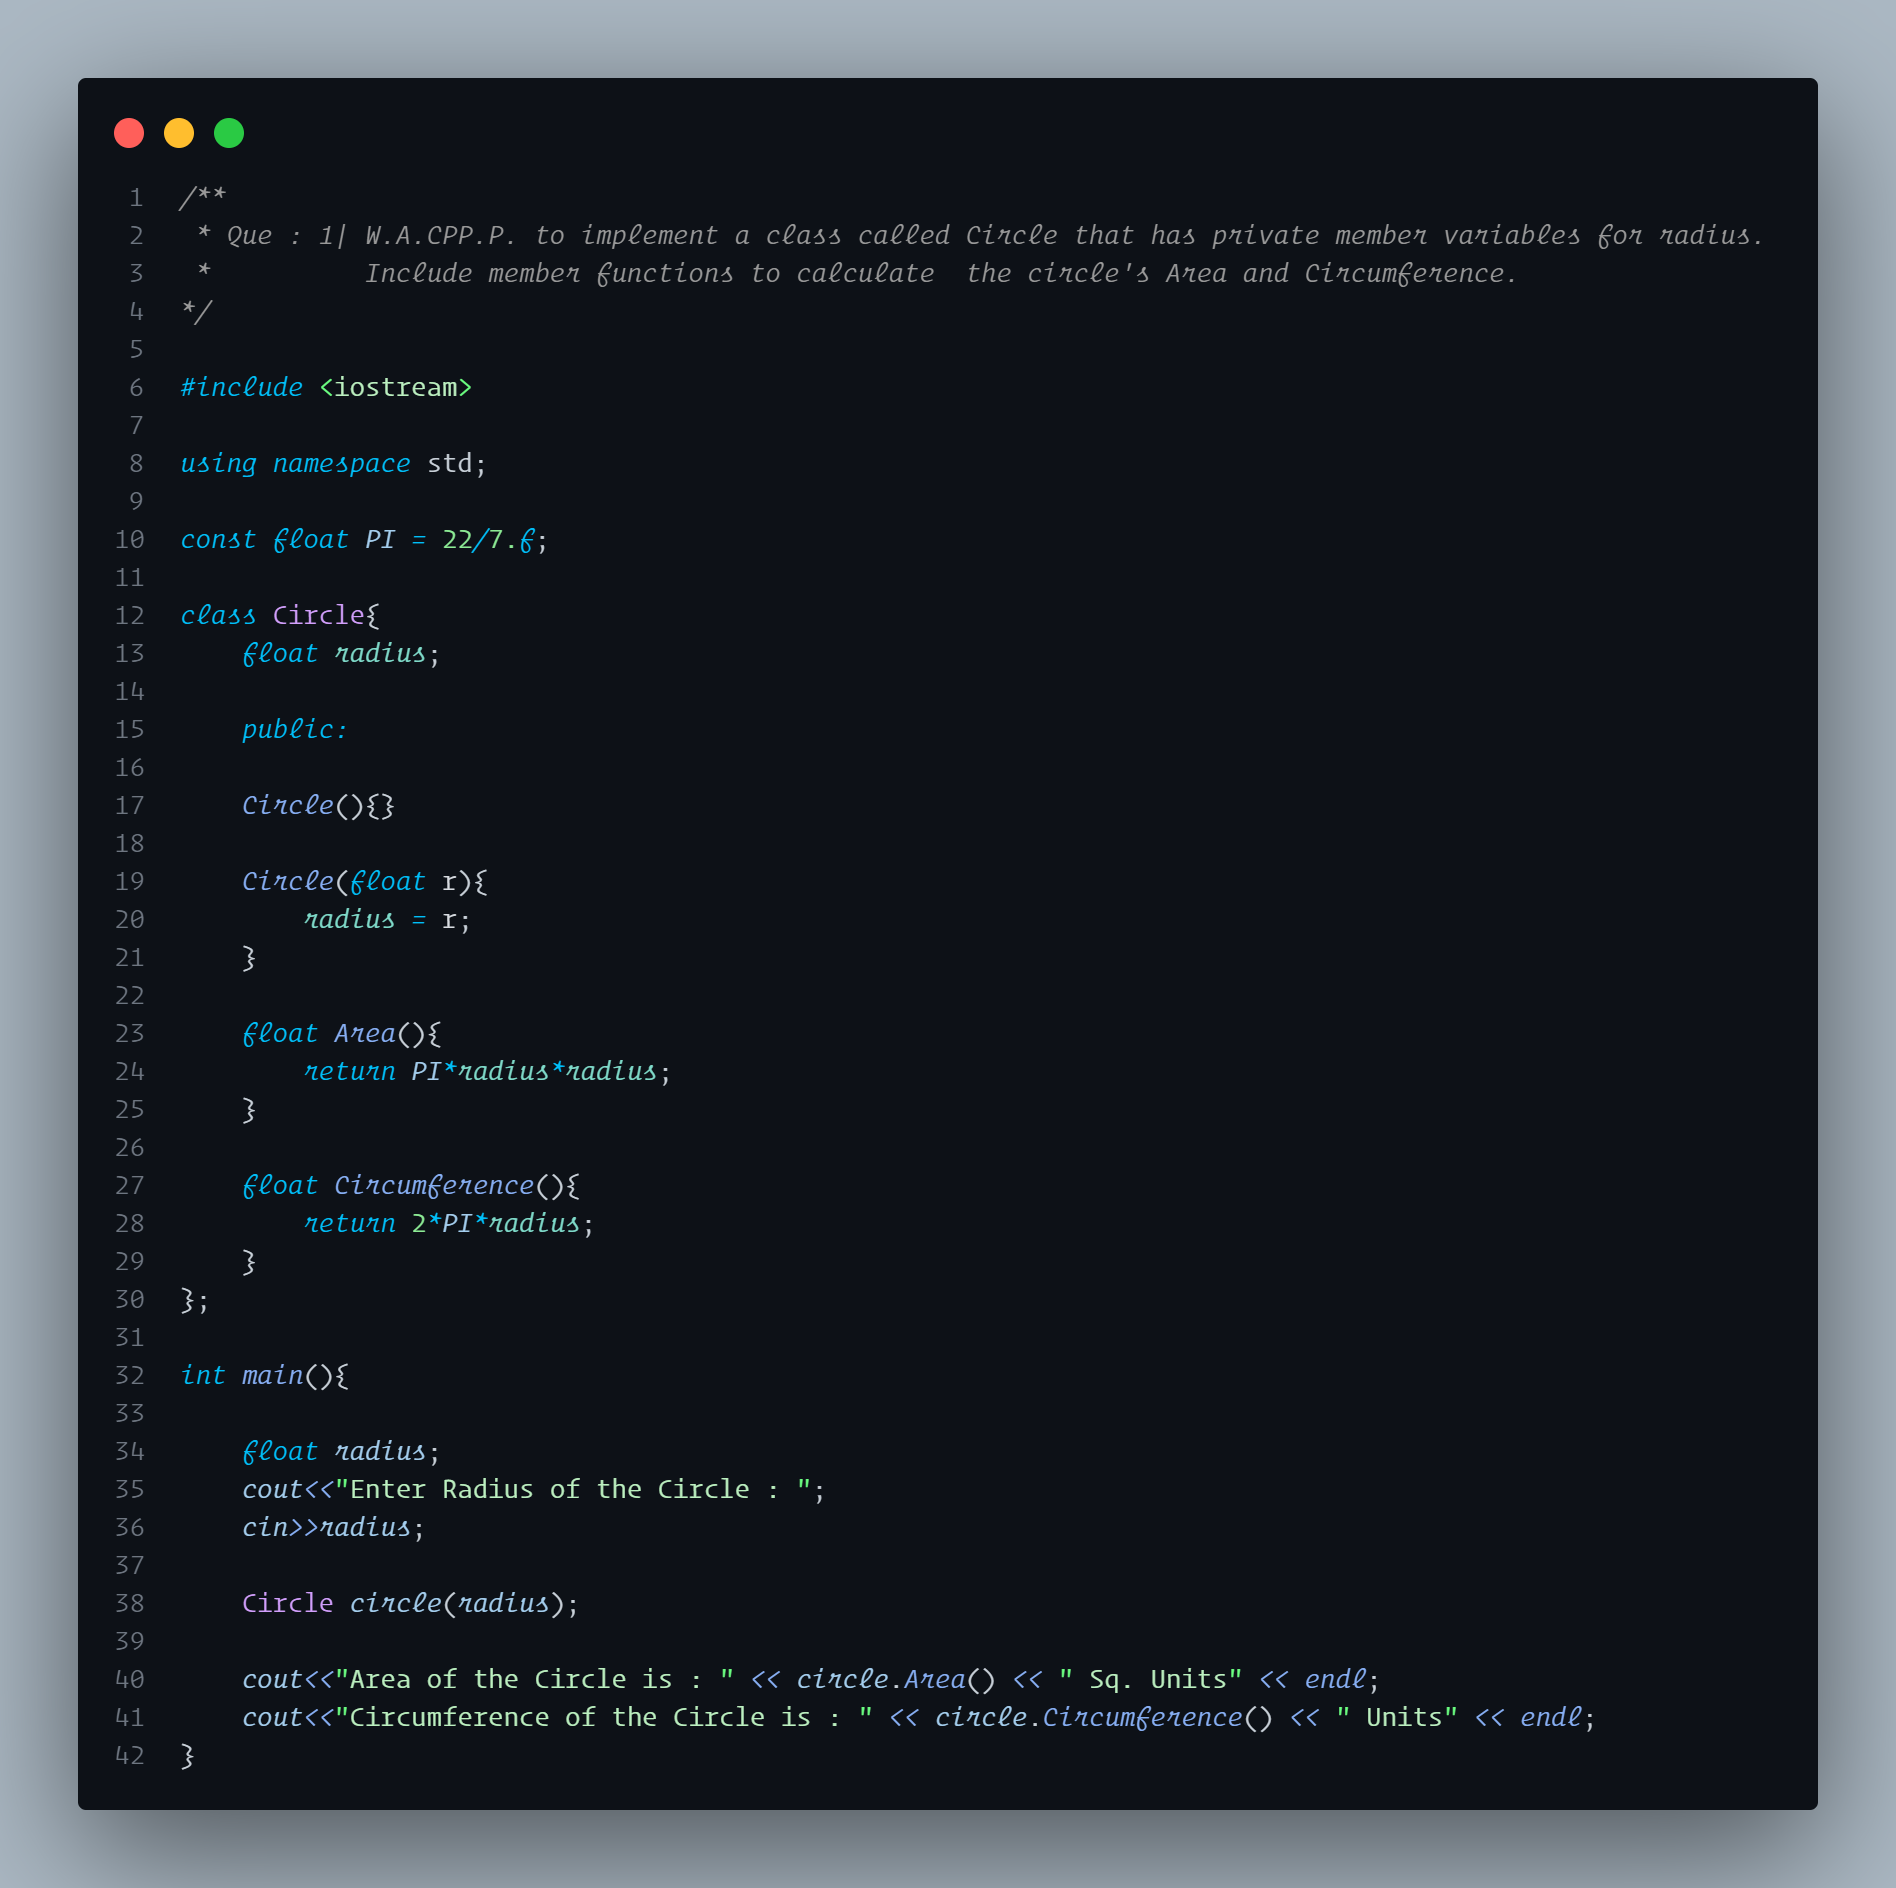 1 /**
2  * Que : 1| W.A.CPP.P. to implement a class called Circle that has private member variables for radius.
3  *          Include member functions to calculate  the circle's Area and Circumference.
4 */
5
6 #include <iostream>
7
8 using namespace std;
9
10 const float PI = 22/7.f;
11
12 class Circle{
13     float radius;
14
15     public:
16
17     Circle(){}
18
19     Circle(float r){
20         radius = r;
21     }
22
23     float Area(){
24         return PI*radius*radius;
25     }
26
27     float Circumference(){
28         return 2*PI*radius;
29     }
30 };
31
32 int main(){
33
34     float radius;
35     cout<<"Enter Radius of the Circle : ";
36     cin>>radius;
37
38     Circle circle(radius);
39
40     cout<<"Area of the Circle is : " << circle.Area() << " Sq. Units" << endl;
41     cout<<"Circumference of the Circle is : " << circle.Circumference() << " Units" << endl;
42 }